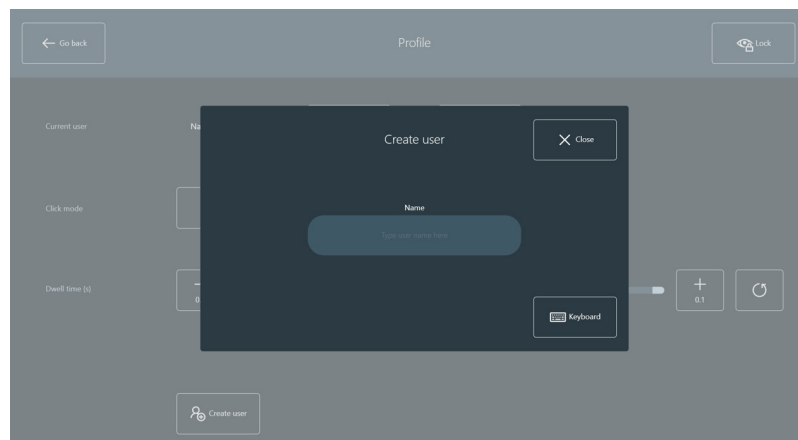 Go back
Profile
Lock
Current user
Na
Create user
Close
Click mode
Name
Type user name here
Dwell time (s)
0
0.1
Keyboard
Create user